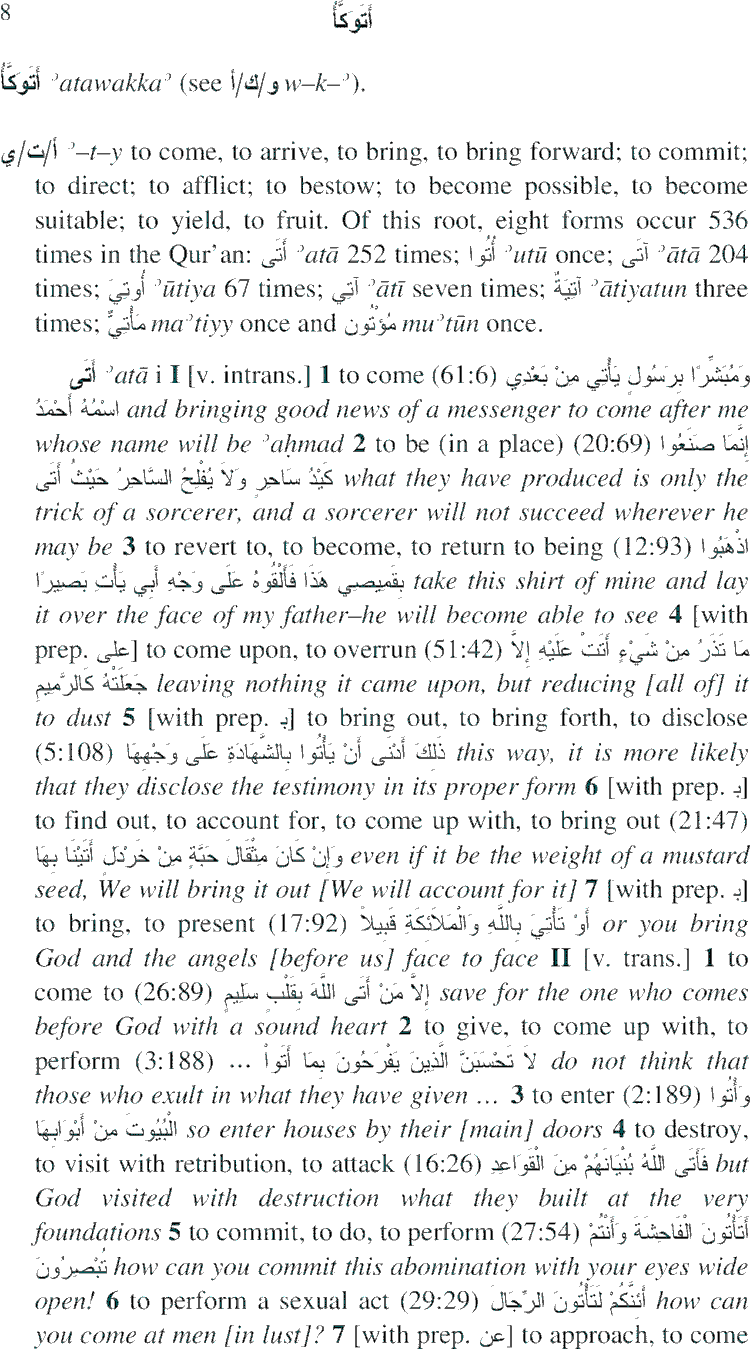 8
أَتَوَكَّأُ
أَتَوَكَّأُ ʾatawakkaʾ (see و/ك/أ w–k–ʾ).
أ/ت/ي ʾ–t–y to come, to arrive, to bring, to bring forward; to commit;
to direct; to afflict; to bestow; to become possible, to become
suitable; to yield, to fruit. Of this root, eight forms occur 536
times in the Qur’an: أَتَى ʾatā 252 times; أُتُوا ʾutū once; آتَى ʾātā 204
times; أُوتِيَ ʾūtiya 67 times; آتِي ʾātī seven times; آتِيَةٌ ʾātiyatun three
times; مَأْتِيٌّ maʾtiyy once and مُؤْتُون muʾtūn once.
أَتَى ʾatā i I [v. intrans.] 1 to come (61:6) وَمُبَشِّرًا بِرَسُولٍ يَأْتِي مِنْ بَعْدِي
اسْمُهُ أَحْمَدُ and bringing good news of a messenger to come after me
whose name will be ʾaḥmad 2 to be (in a place) (20:69) إِنَّمَا صَنَعُوا
كَيْدُ سَاحِرٍ وَلاَ يُفْلِحُ السَّاحِرُ حَيْثُ أَتَى what they have produced is only the
trick of a sorcerer, and a sorcerer will not succeed wherever he
may be 3 to revert to, to become, to return to being (12:93) اذْهَبُوا
بِقَمِيصِي هَذَا فَأَلْقُوهُ عَلَى وَجْهِ أَبِي يَأْتِ بَصِيرًا take this shirt of mine and lay
it over the face of my father–he will become able to see 4 [with
prep. على] to come upon, to overrun (51:42) مَا تَذَرُ مِنْ شَيْءٍ أَتَتْ عَلَيْهِ إِلاَّ
جَعَلَتْهُ كَالرَّمِيمِ leaving nothing it came upon, but reducing [all of] it
to dust 5 [with prep. بـ] to bring out, to bring forth, to disclose
(5:108) ذَلِكَ أَدْنَى أَنْ يَأْتُوا بِالشَّهَادَةِ عَلَى وَجْهِهَا this way, it is more likely
that they disclose the testimony in its proper form 6 [with prep. بـ]
to find out, to account for, to come up with, to bring out (21:47)
وَإِنْ كَانَ مِثْقَالَ حَبَّةٍ مِنْ خَرْدَلٍ أَتَيْنَا بِهَا even if it be the weight of a mustard
seed, We will bring it out [We will account for it] 7 [with prep. بـ]
to bring, to present (17:92) أَوْ تَأْتِيَ بِاللَّهِ وَالْمَلاَئِكَةِ قَبِيلاً or you bring
God and the angels [before us] face to face II [v. trans.] 1 to
come to (26:89) إِلاَّ مَنْ أَتَى اللَّهَ بِقَلْبٍ سَلِيمٍ save for the one who comes
before God with a sound heart 2 to give, to come up with, to
perform (3:188) لاَ تَحْسَبَنَّ الَّذِينَ يَفْرَحُونَ بِمَا أَتَواْ ... do not think that
those who exult in what they have given ... 3 to enter (2:189) وَأْتُوا
الْبُيُوتَ مِنْ أَبْوَابِهَا so enter houses by their [main] doors 4 to destroy,
to visit with retribution, to attack (16:26) فَأَتَى اللَّهُ بُنْيَانَهُمْ مِنَ الْقَوَاعِدِ but
God visited with destruction what they built at the very
foundations 5 to commit, to do, to perform (27:54) أَتَأْتُونَ الْفَاحِشَةَ وَأَنْتُمْ
تُبْصِرُونَ how can you commit this abomination with your eyes wide
open! 6 to perform a sexual act (29:29) أَئِنَّكُمْ لَتَأْتُونَ الرِّجَالَ how can
you come at men [in lust]? 7 [with prep. عن] to approach, to come